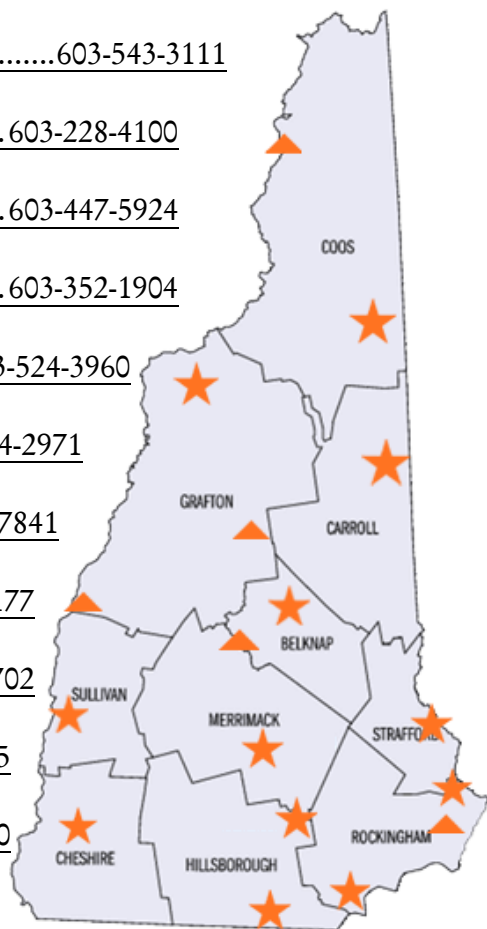 .......603-543-3111
.603-228-4100
.603-447-5924
.603-352-1904
3-524-3960
4-2971
7841
177
702
5
0
COOS
GRAFTON
CARROLL
BELKNAP
SULLIVAN
MERRIMACK
STRAFFORD
ROCKINGHAM
CHESHIRE
HILLSBOROUGH